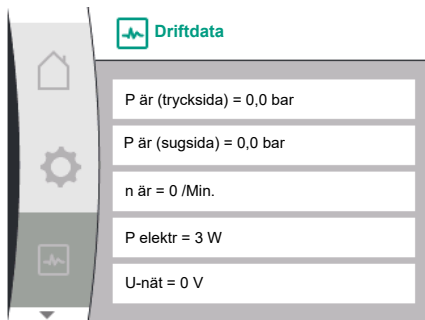 Driftdata
P är (trycksida) = 0,0 bar
P är (sugsida) = 0,0 bar
n är = 0 /Min.
P elektr = 3 W
U-nät = 0 V